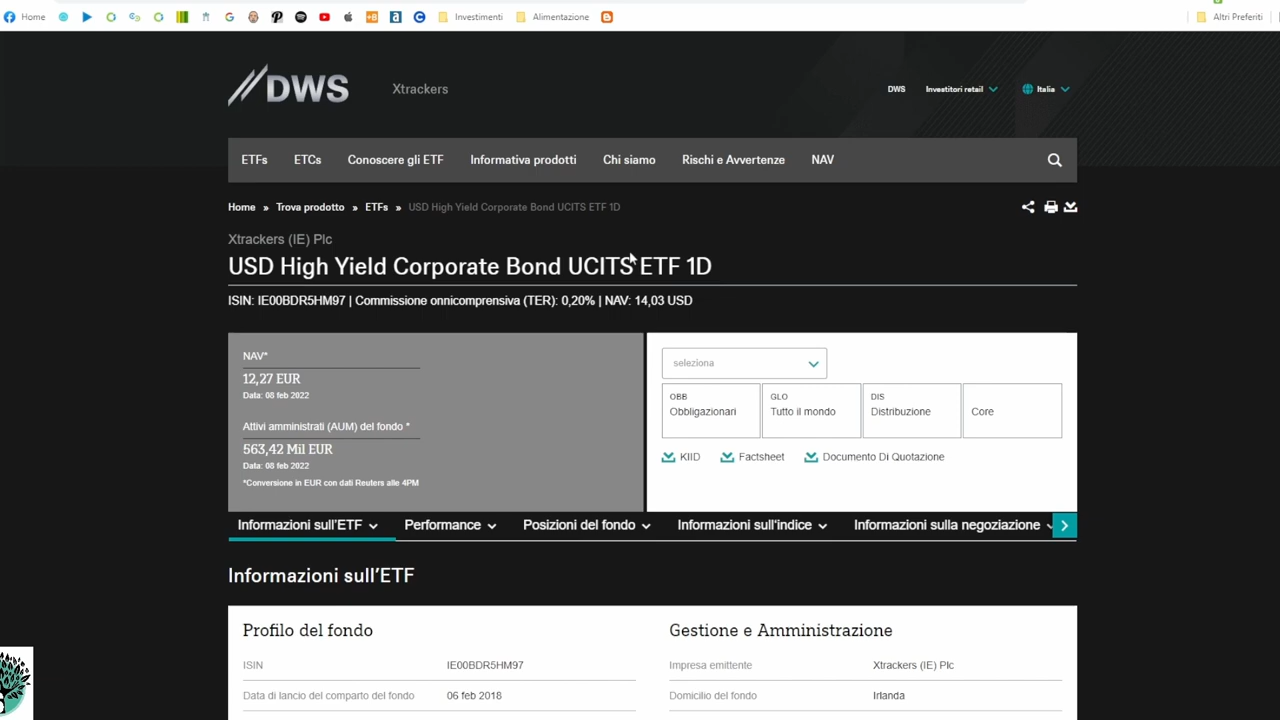 Home
Investimenti
Alimentazione
Altri Preferiti
DWS
Xtrackers
DWS
Investitori retail
Italia
ETFs
ETCs
Conoscere gli ETF
Informativa prodotti
Chi siamo
Rischi e Avvertenze
NAV
Home » Trova prodotto » ETFs » USD High Yield Corporate Bond UCITS ETF 1D
Xtrackers (IE) Plc
USD High Yield Corporate Bond UCITS ETF 1D
ISIN: IE00BDR5HM97 | Commissione onnicomprensiva (TER): 0,20% | NAV: 14,03 USD
NAV*
12,27 EUR
Data: 08 feb 2022
Attivi amministrati (AUM) del fondo *
563,42 Mil EUR
Data: 08 feb 2022
*Conversione in EUR con dati Reuters alle 4PM
seleziona
OBB
Obbligazionari
GLO
Tutto il mondo
DIS
Distribuzione
Core
KIID
Factsheet
Documento Di Quotazione
Informazioni sull'ETF
Performance
Posizioni del fondo
Informazioni sull'indice
Informazioni sulla negoziazione
Informazioni sull'ETF
Profilo del fondo
ISIN IE00BDR5HM97
Data di lancio del comparto del fondo 06 feb 2018
Gestione e Amministrazione
Impresa emittente Xtrackers (IE) Plc
Domicilio del fondo Irlanda